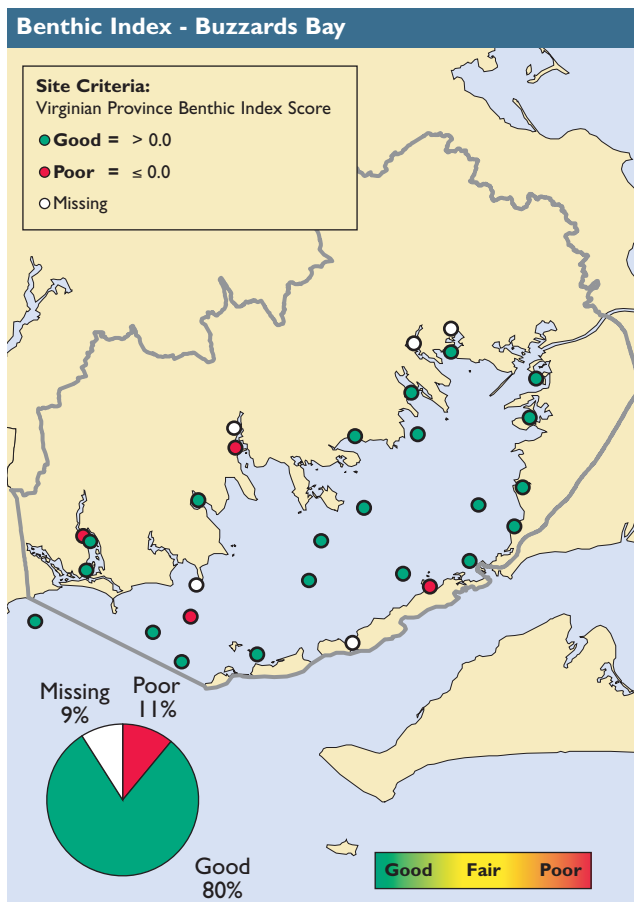 Benthic Index - Buzzards Bay
Site Criteria:
Virginian Province Benthic Index Score
Good = > 0.0
Poor = ≤ 0.0
Missing
Missing
9%
Poor
11%
Good
80%
Good Fair Poor